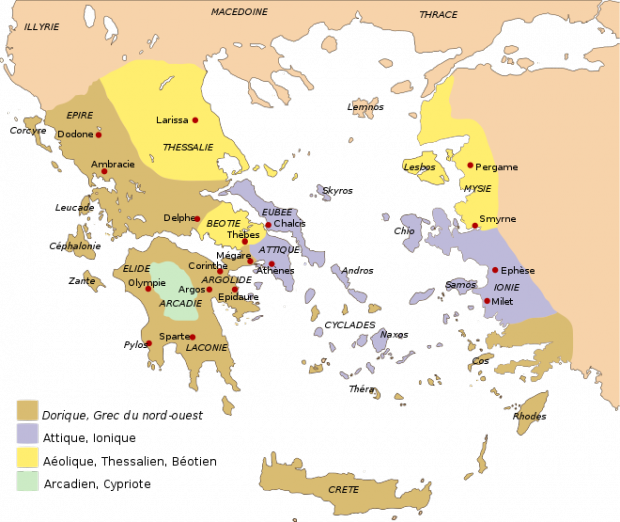 MACEDOINE
THRACE
ILLYRIE
Lemnos
EPIRE
Larissa
Corcyre
Dodone
THESSALIE
Ambracie
Lesbos
Pergame
MYSIE
Skyros
Leucade
Delphe
EUBEE
BEOTIE
Chalcis
Smyrne
Chio
Thèbes
Céphalonie
ATTIQUE
Mégare
Corinthe
Athènes
ELIDE
Andros
Ephèse
Zante
Olympie
Argos
ARGOLIDE
Samos
IONIE
Epidaure
ARCADIE
Milet
CYCLADES
Sparte
Naxos
Pylos
LACONIE
Cos
Théra
Rhodes
Dorique, Grec du nord-ouest
Attique, Ionique
Aéolique, Thessalien, Béotien
Arcadien, Cypriote
CRETE